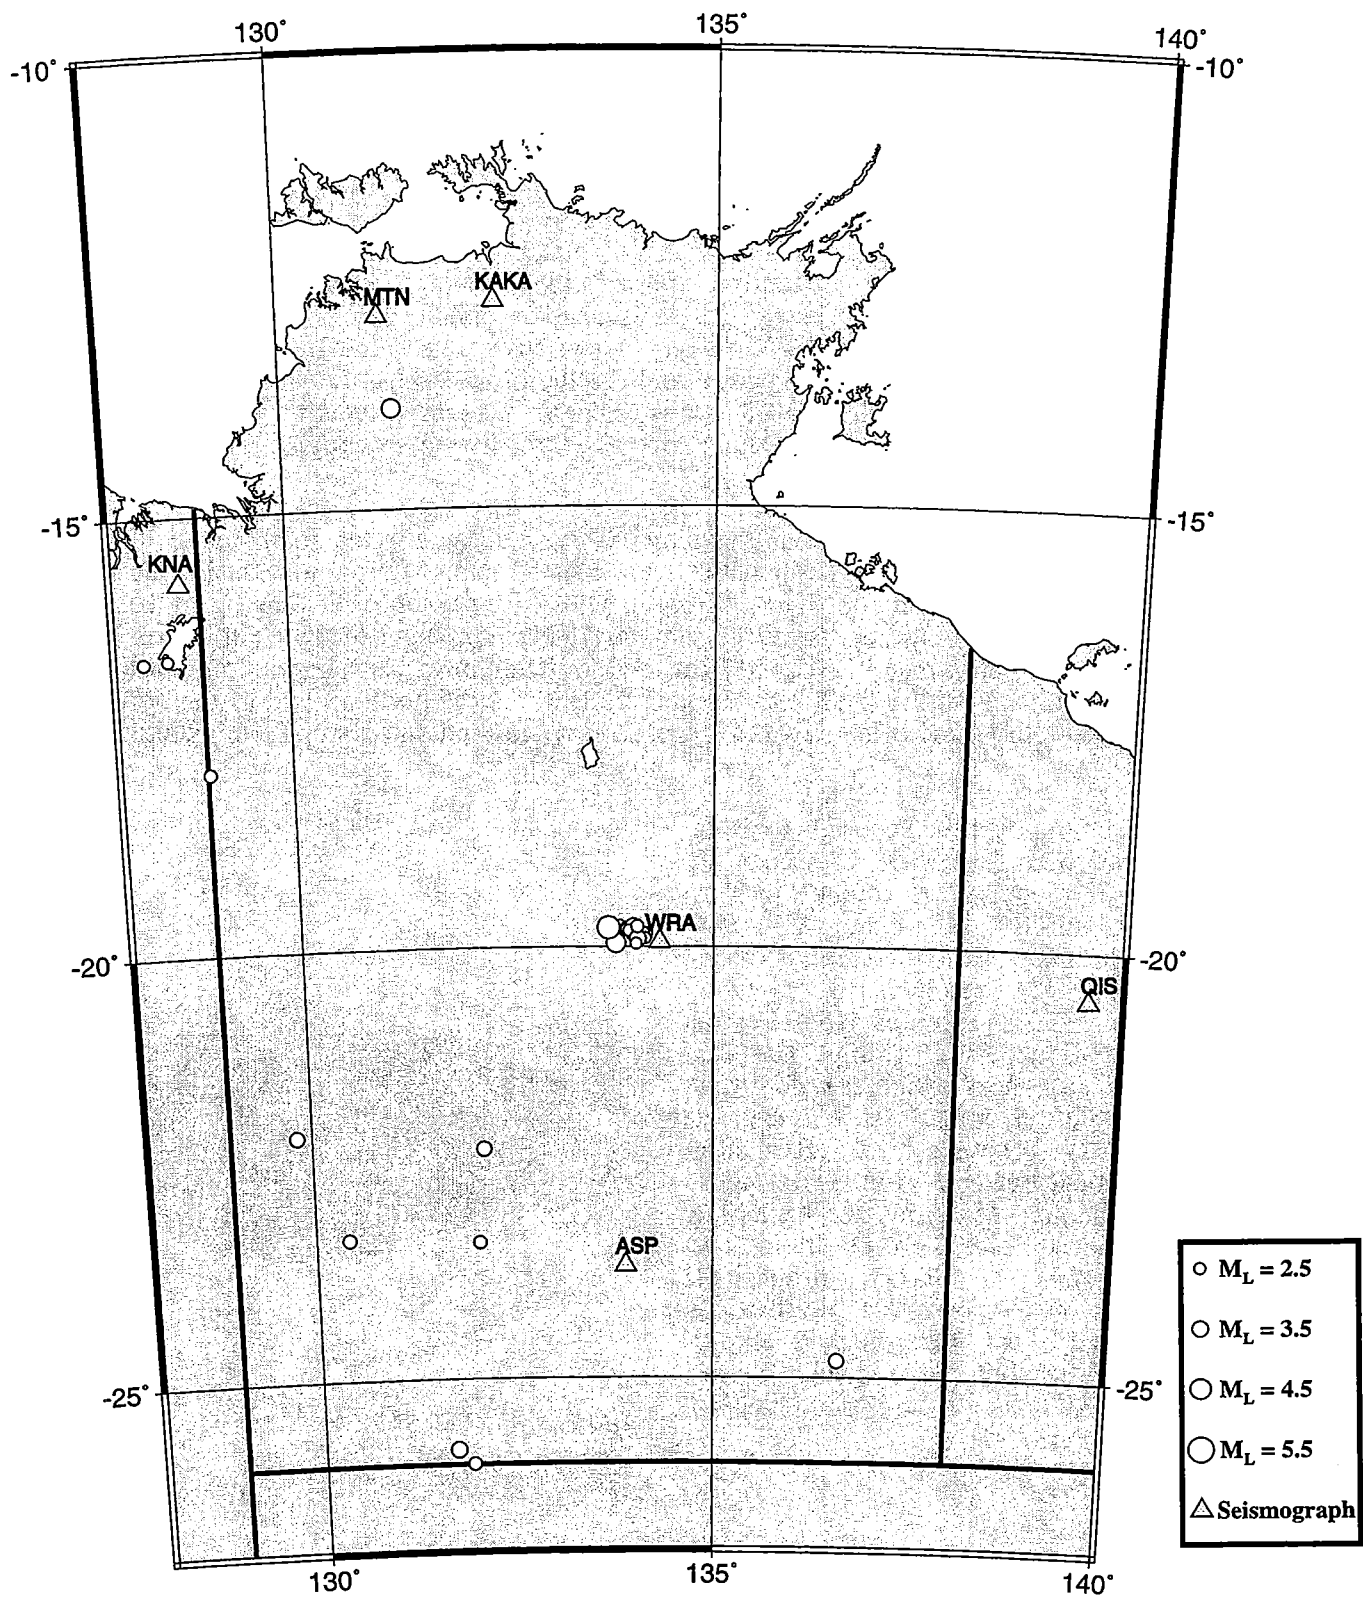 130°
135°
140°
-10°
-10°
KAKA
MTN
-15°
-15°
KNA
WRA
-20°
-20°
QIS
ASP
M_L = 2.5
M_L = 3.5
M_L = 4.5
M_L = 5.5
Seismograph
-25°
-25°
130°
135°
140°